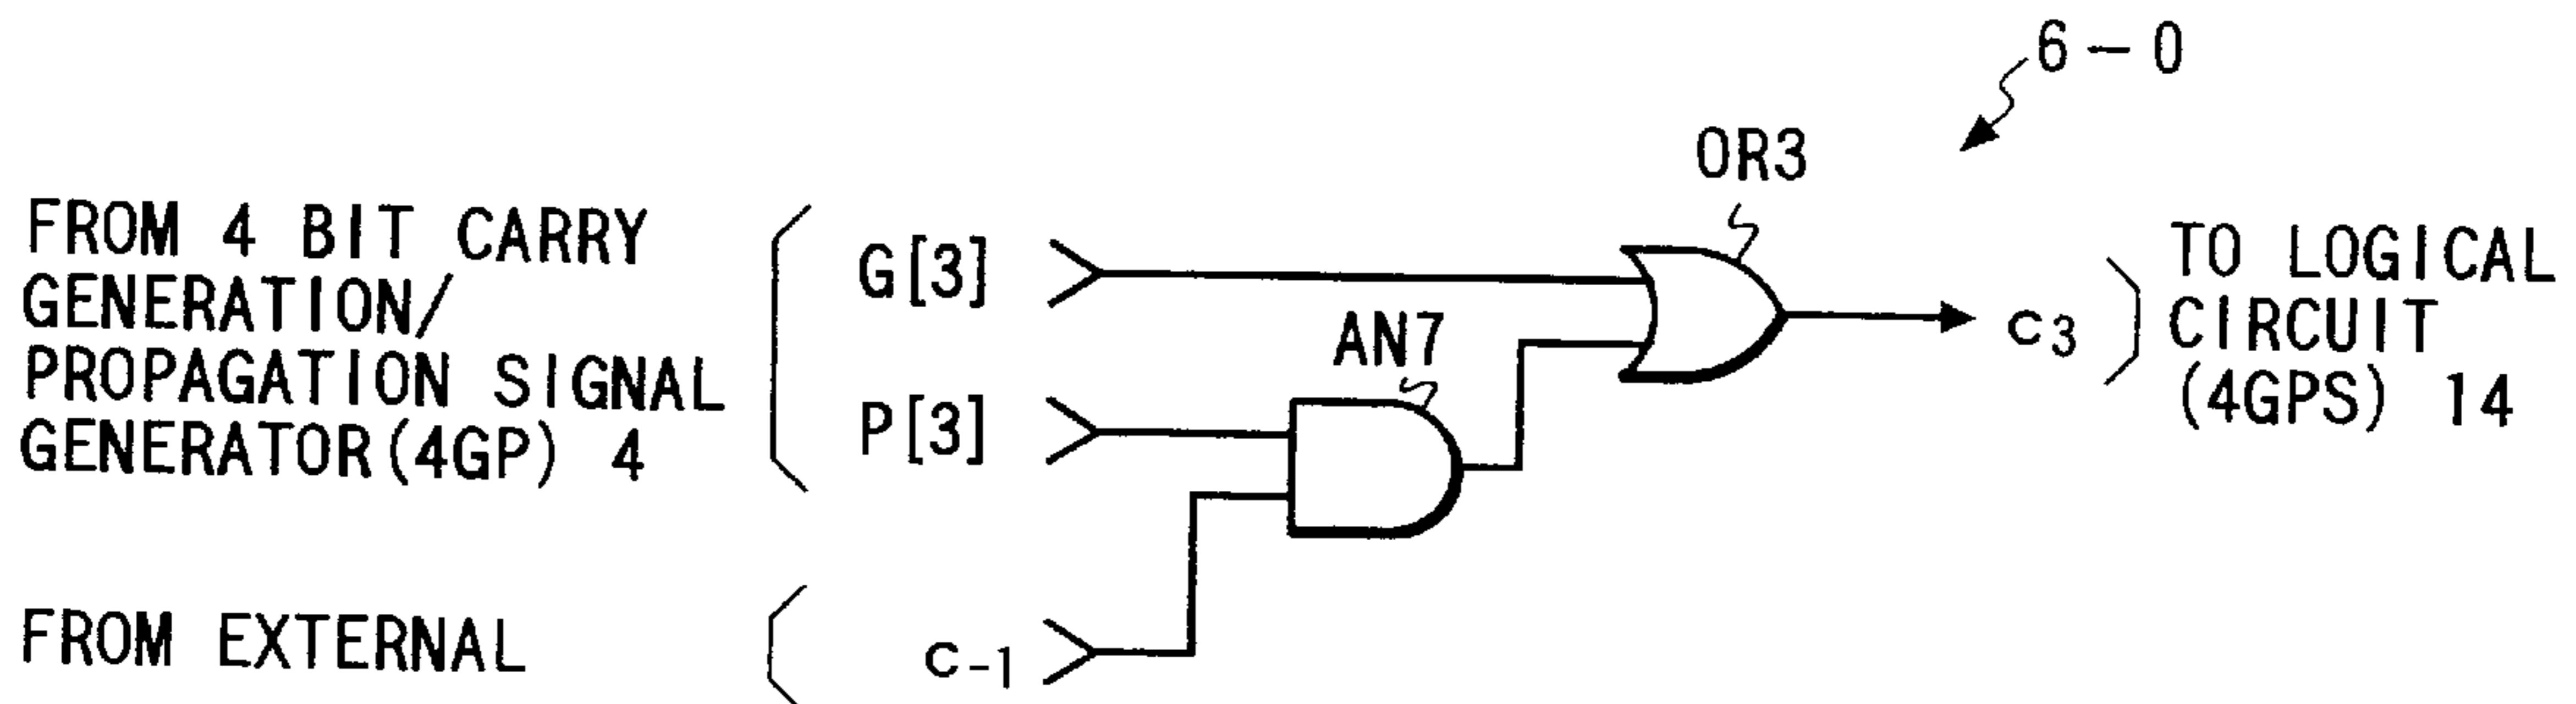 6-0
OR3
FROM 4 BIT CARRY
GENERATION/
PROPAGATION SIGNAL
GENERATOR(4GP) 4
G[3]
AN7
P[3]
c3
TO LOGICAL
CIRCUIT
(4GPS) 14
FROM EXTERNAL
c-1